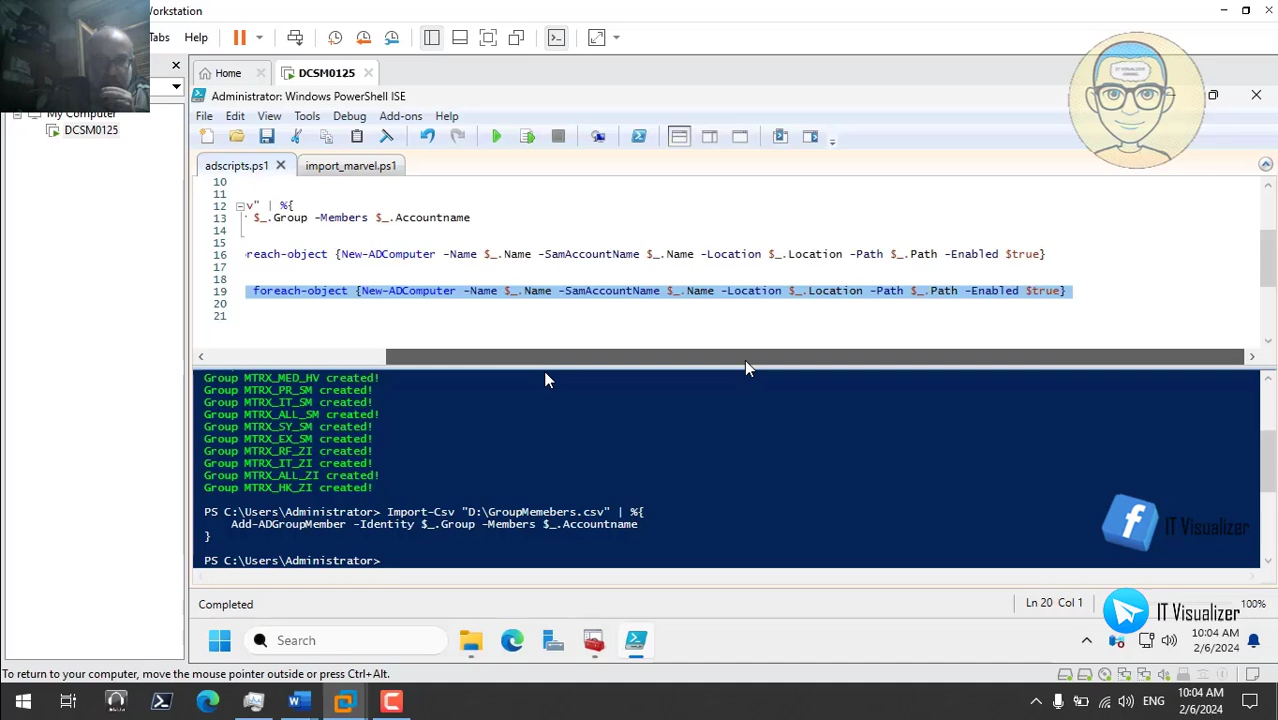 Workstation
Tabs Help
My Computer
DCSM0125
Home
DCSM0125
Administrator: Windows PowerShell ISE
File Edit View Tools Debug Add-ons Help
adscripts.ps1
import_marvel.ps1
10
11
12 v" | %{
13 $_.Group -Members $_.Accountname
14
15
16 reach-object {New-ADComputer -Name $_.Name -SamAccountName $_.Name -Location $_.Location -Path $_.Path -Enabled $true}
17
18
19 foreach-object {New-ADComputer -Name $_.Name -SamAccountName $_.Name -Location $_.Location -Path $_.Path -Enabled $true}
20
21
Group MTRX_MED_HV created!
Group MTRX_PR_SM created!
Group MTRX_IT_SM created!
Group MTRX_ALL_SM created!
Group MTRX_SY_SM created!
Group MTRX_EX_SM created!
Group MTRX_RF_ZI created!
Group MTRX_IT_ZI created!
Group MTRX_ALL_ZI created!
Group MTRX_HK_ZI created!
PS C:\Users\Administrator> Import-Csv "D:\GroupMemebers.csv" | %{
Add-ADGroupMember -Identity $_.Group -Members $_.Accountname
}
PS C:\Users\Administrator>
IT Visualizer
Completed
Ln 20 Col 1
100%
IT Visualizer
Search
10:04 AM
2/6/2024
To return to your computer, move the mouse pointer outside or press Ctrl+Alt.
ENG
10:04 AM
2/6/2024